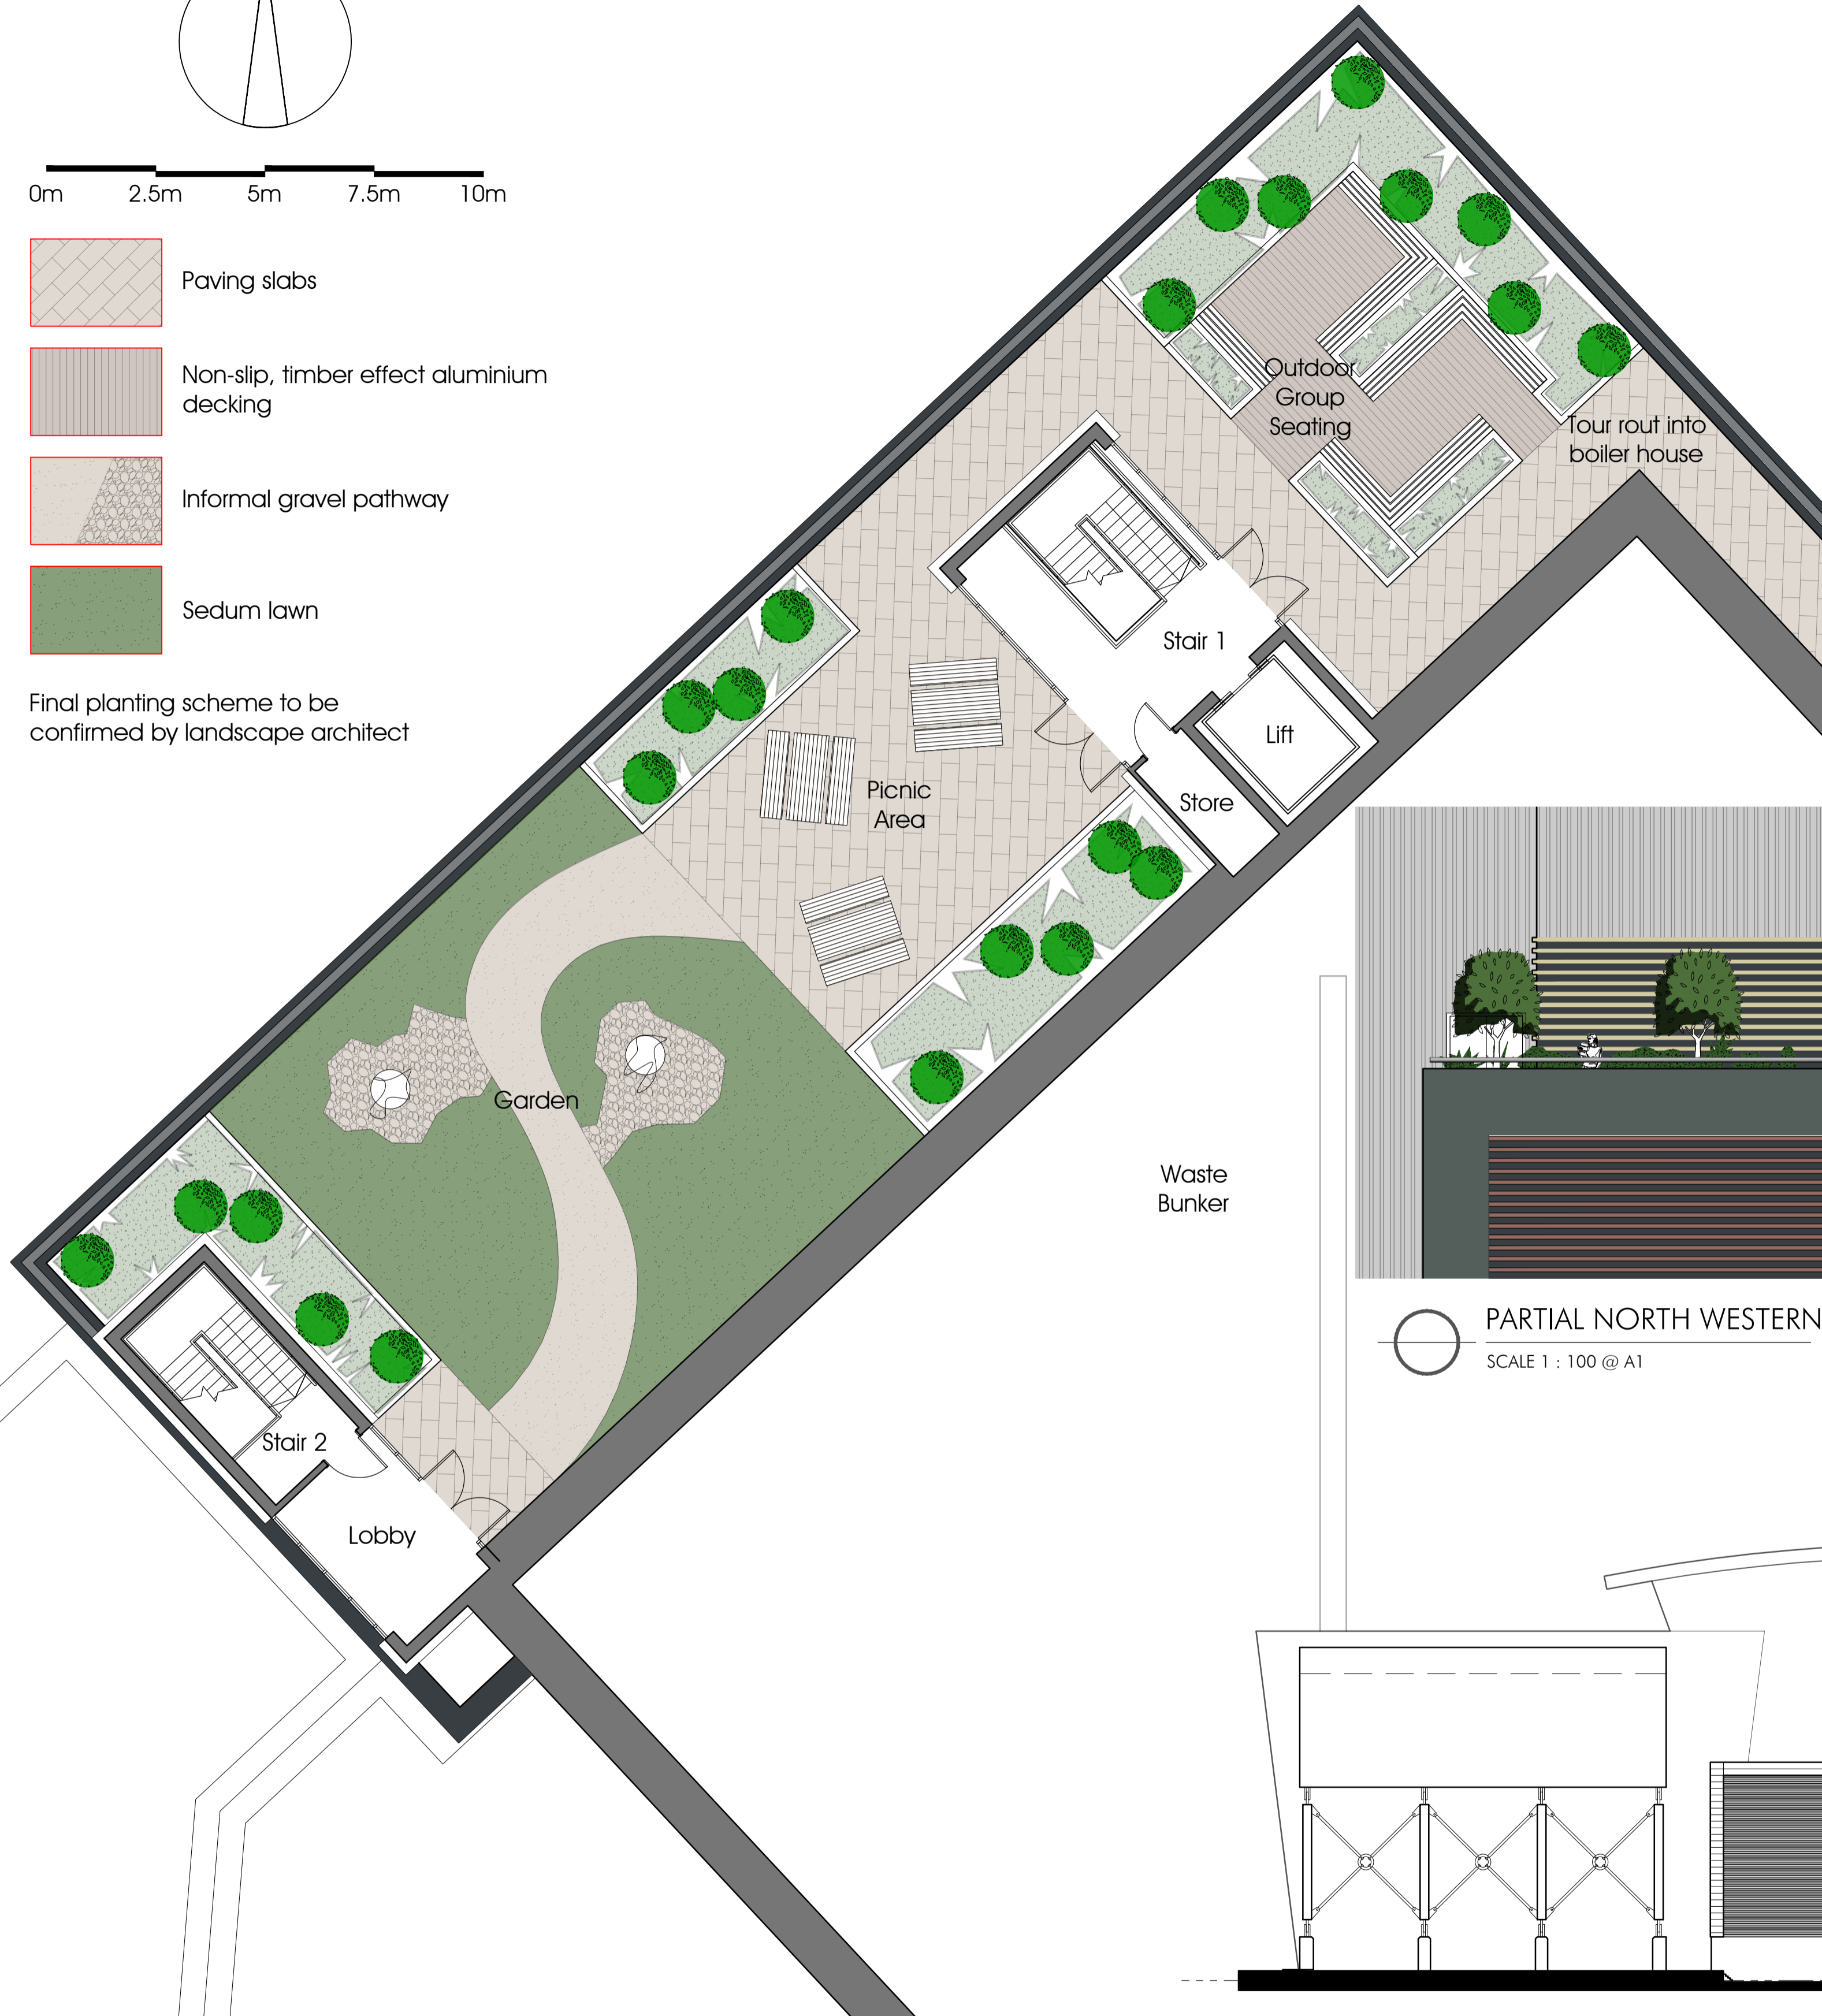 0m 2.5m 5m 7.5m 10m
Paving slabs
Non-slip, timber effect aluminium
decking
Informal gravel pathway
Sedum lawn
Final planting scheme to be
confirmed by landscape architect
Outdoor
Group
Seating
Tour rout into
boiler house
Stair 1
Lift
Store
Picnic
Area
Garden
Waste
Bunker
Stair 2
Lobby
PARTIAL NORTH WESTERN
SCALE 1 : 100 @ A1